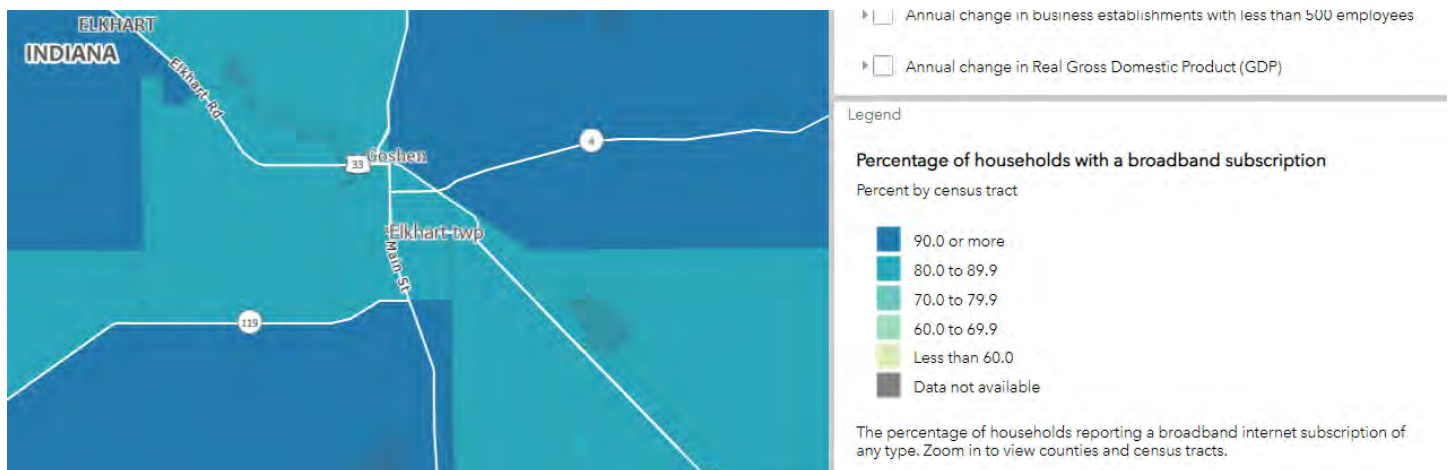 ELKHART
INDIANA
Elkhart Rd
33
Goshen
4
Elkhart twp
Main St
119
Annual change in business establishments with less than 500 employees
Annual change in Real Gross Domestic Product (GDP)
Legend
Percentage of households with a broadband subscription
Percent by census tract
90.0 or more
80.0 to 89.9
70.0 to 79.9
60.0 to 69.9
Less than 60.0
Data not available
The percentage of households reporting a broadband internet subscription of
any type. Zoom in to view counties and census tracts.